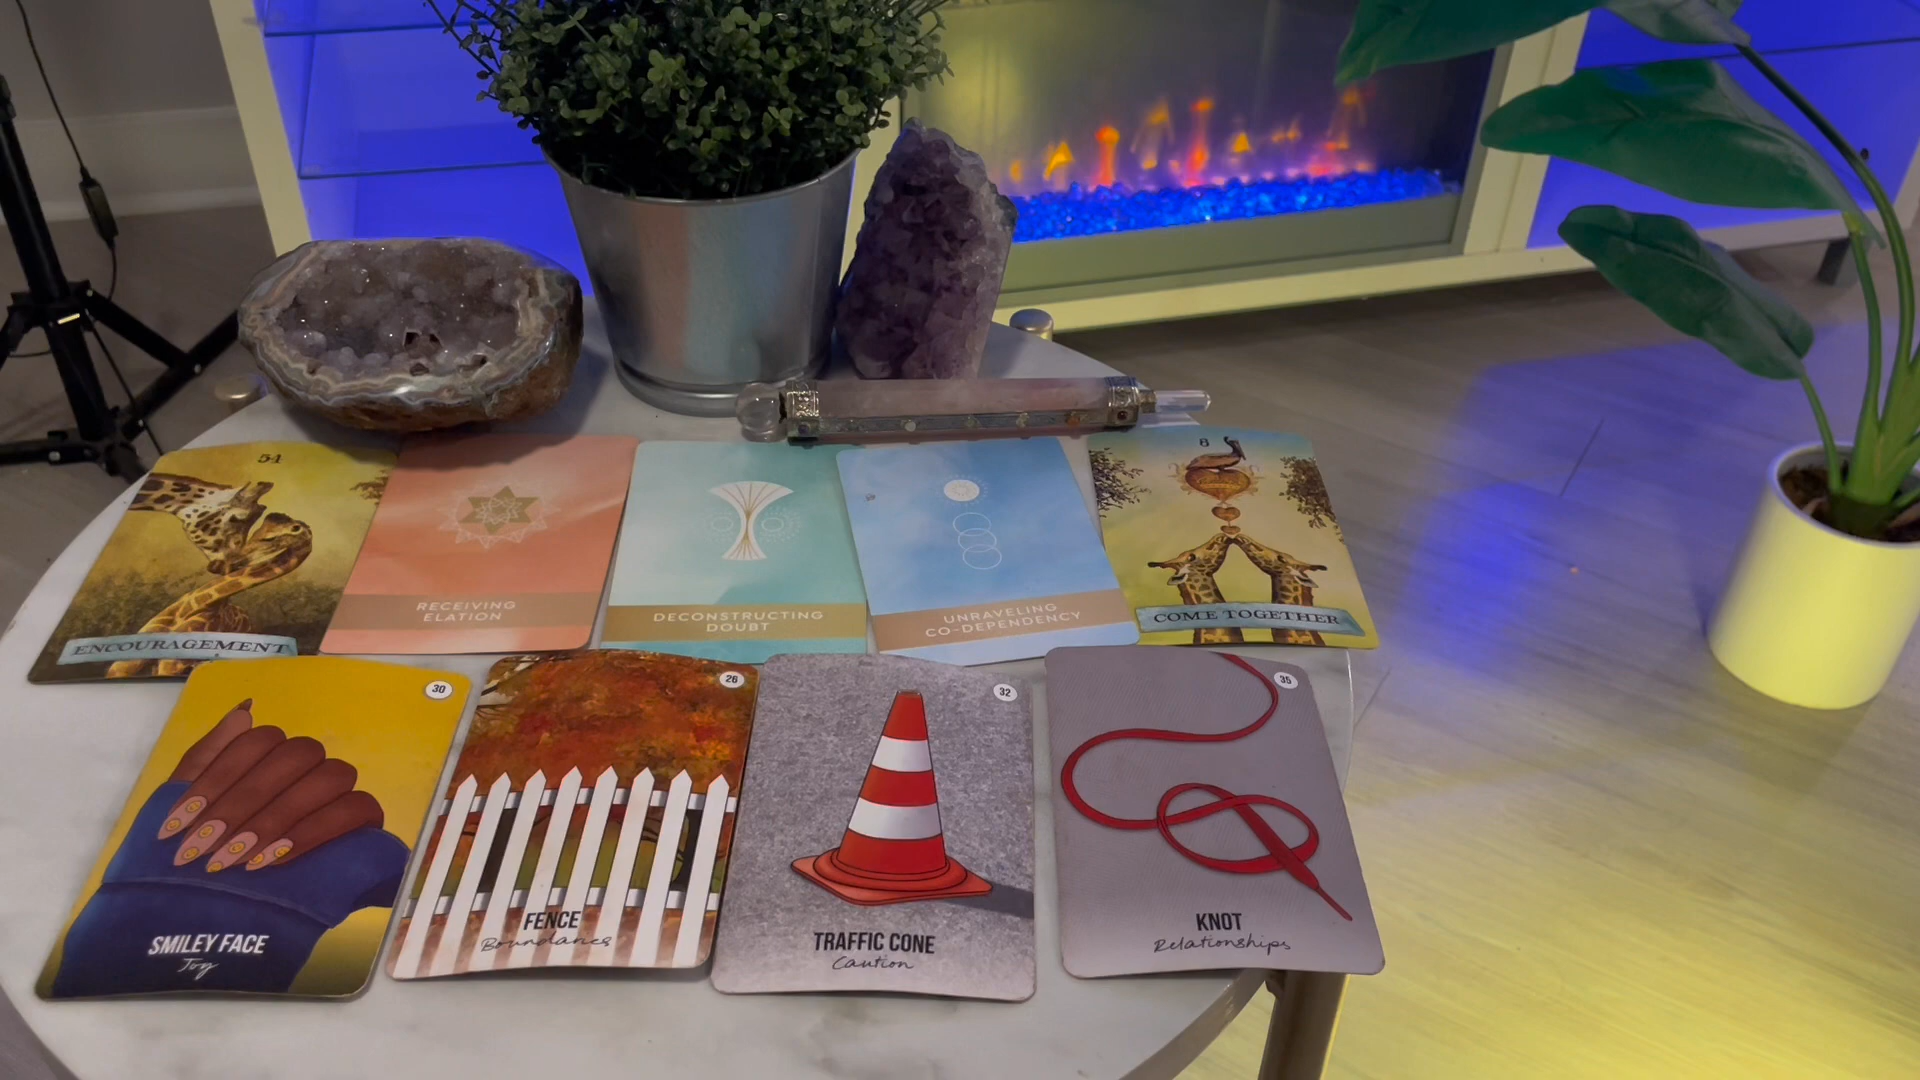 54
ENCOURAGEMENT
RECEIVING
ELATION
DECONSTRUCTING
DOUBT
UNRAVELING
CO-DEPENDENCY
8
COME TOGETHER
30
SMILEY FACE
Joy
26
FENCE
Boundaries
32
TRAFFIC CONE
Caution
35
KNOT
Relationships